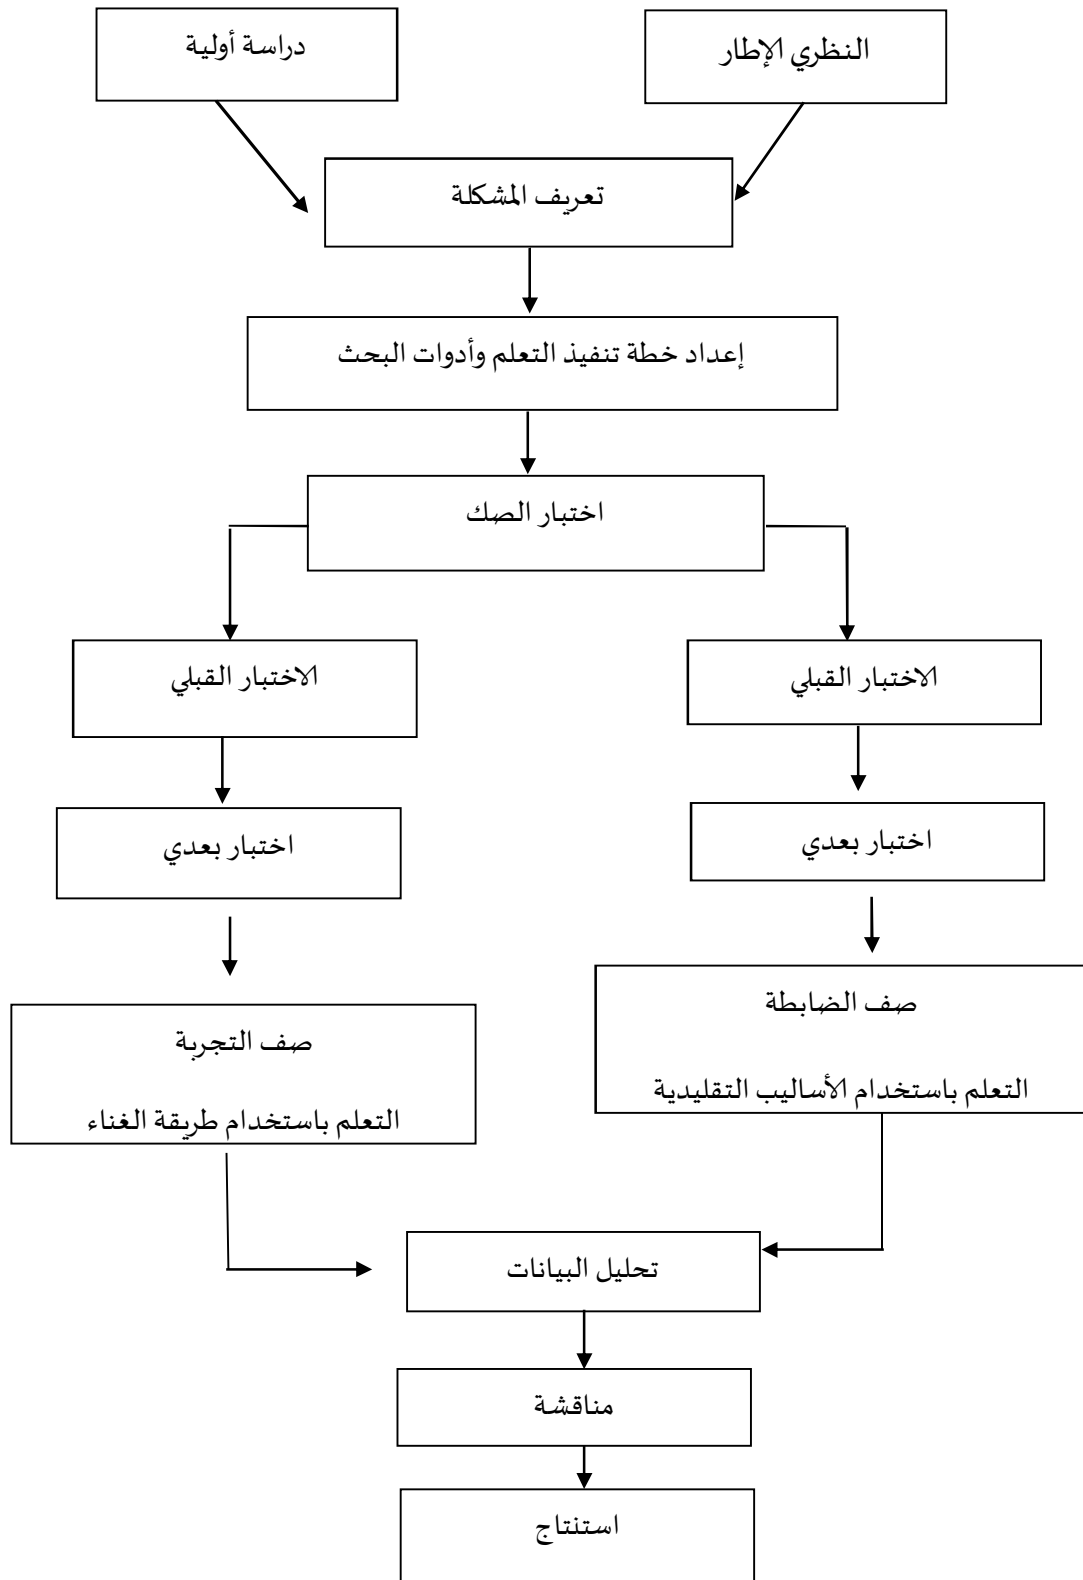 النظري الإطار
دراسة أولية
تعريف المشكلة
إعداد خطة تنفيذ التعلم وأدوات البحث
اختبار الصك
الاختبار القبلي
الاختبار القبلي
اختبار بعدي
اختبار بعدي
صف الضابطة
التعلم باستخدام الأساليب التقليدية
صف التجربة
التعلم باستخدام طريقة الغناء
تحليل البيانات
مناقشة
استنتاج